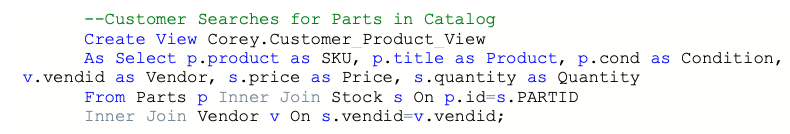 --Customer Searches for Parts in Catalog
Create View Corey.Customer_Product_View
As Select p.product as SKU, p.title as Product, p.cond as Condition,
v.vendid as Vendor, s.price as Price, s.quantity as Quantity
From Parts p Inner Join Stock s On p.id=s.PARTID
Inner Join Vendor v On s.vendid=v.vendid;